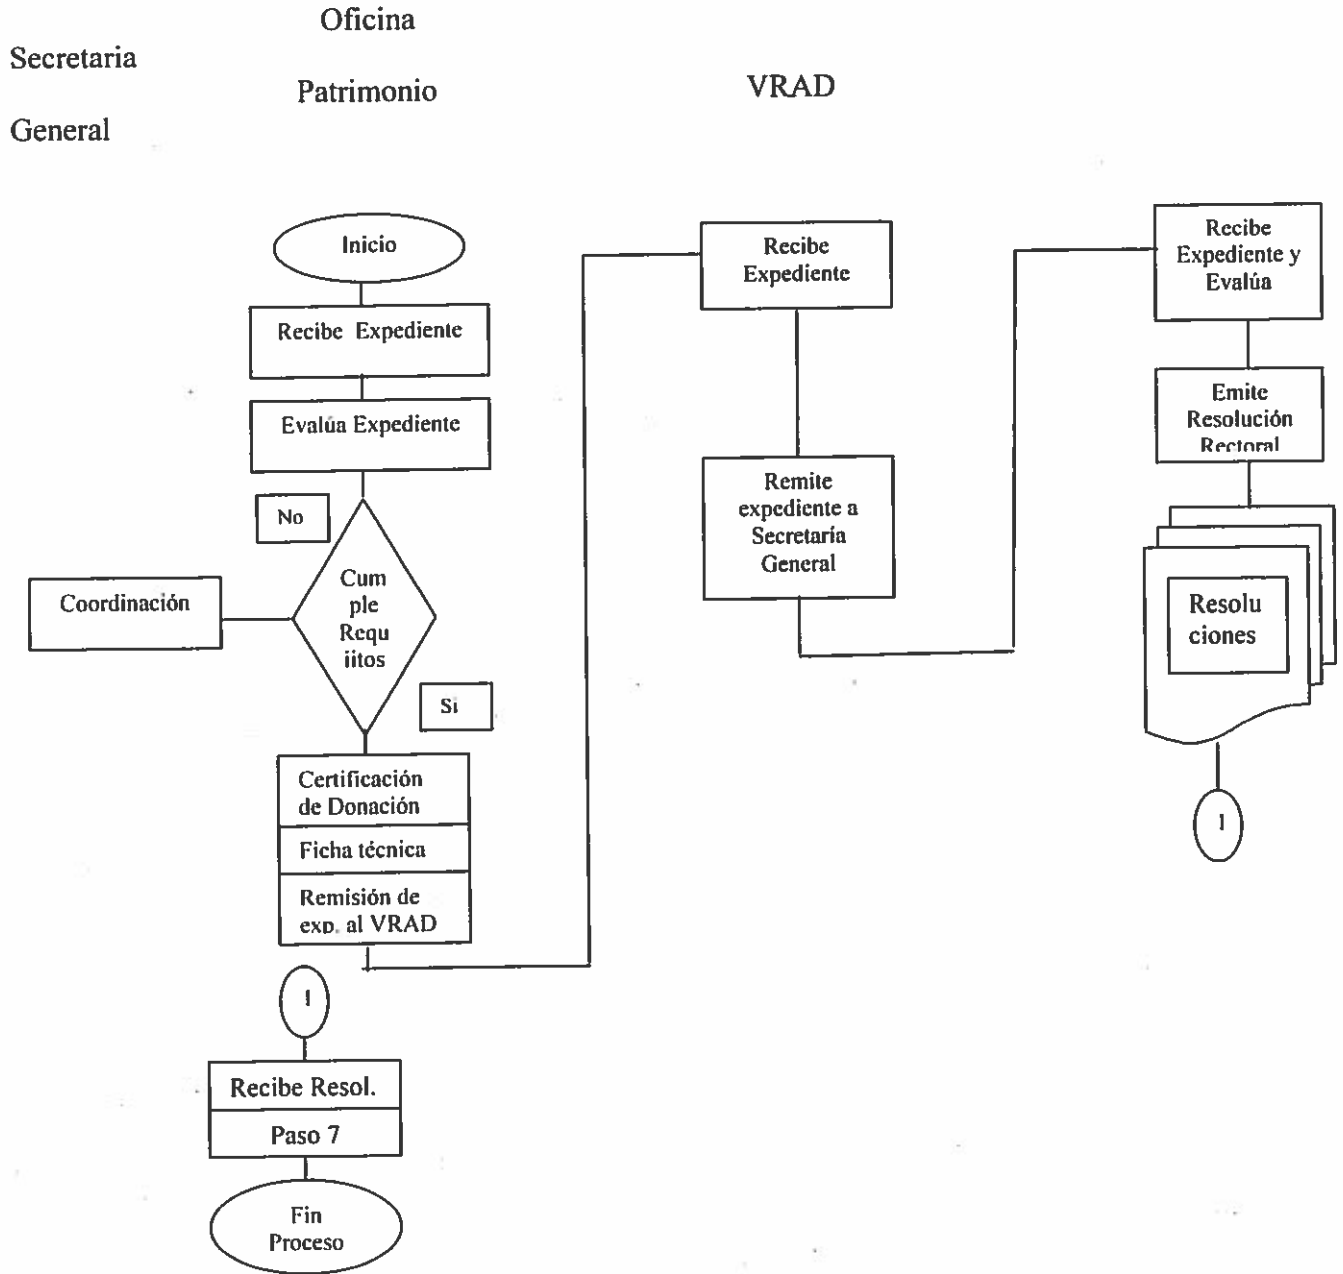 Oficina
Secretaria
Patrimonio
VRAD
General
Inicio
Recibe Expediente
Evalúa Expediente
No
Cum
ple
Requ
iitos
Coordinación
Si
Certificación
de Donación
Ficha técnica
Remisión de
exp. al VRAD
1
Recibe Resol.
Paso 7
Fin
Proceso
Recibe
Expediente
Remite
expediente a
Secretaría
General
Recibe
Expediente y
Evalúa
Emite
Resolución
Rectoral
Resolu
ciones
1